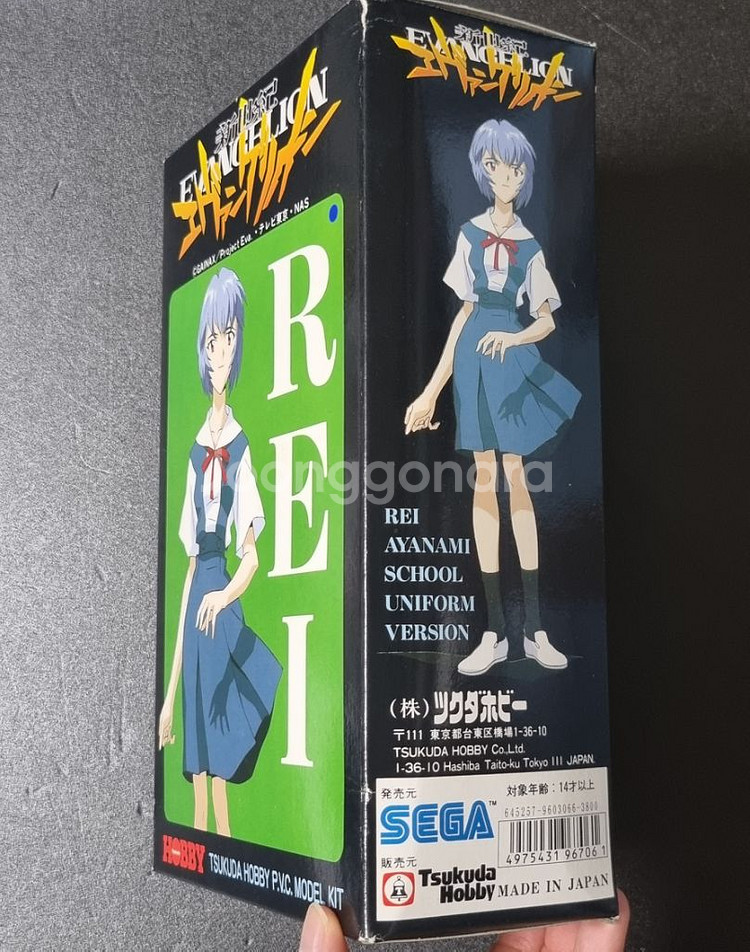 新世紀
EVANGELION
エヴァンゲリオン
©GAINAX/Project Eva.・テレビ東京・NAS
REI
HOBBY TSUKUDA HOBBY P.V.C. MODEL KIT
新世紀
EVANGELION
エヴァンゲリオン
REI
AYANAMI
SCHOOL
UNIFORM
VERSION
(株)ツクダホビー
〒111 東京都台東区橋場1-36-10
TSUKUDA HOBBY Co.,Ltd.
1-36-10 Hashiba Taito-ku Tokyo 111 JAPAN.
発売元
対象年齢:14才以上
SEGA™
645257-9603066-3800
4975431 967061
販売元
Tsukuda
Hobby MADE IN JAPAN
joonggonara